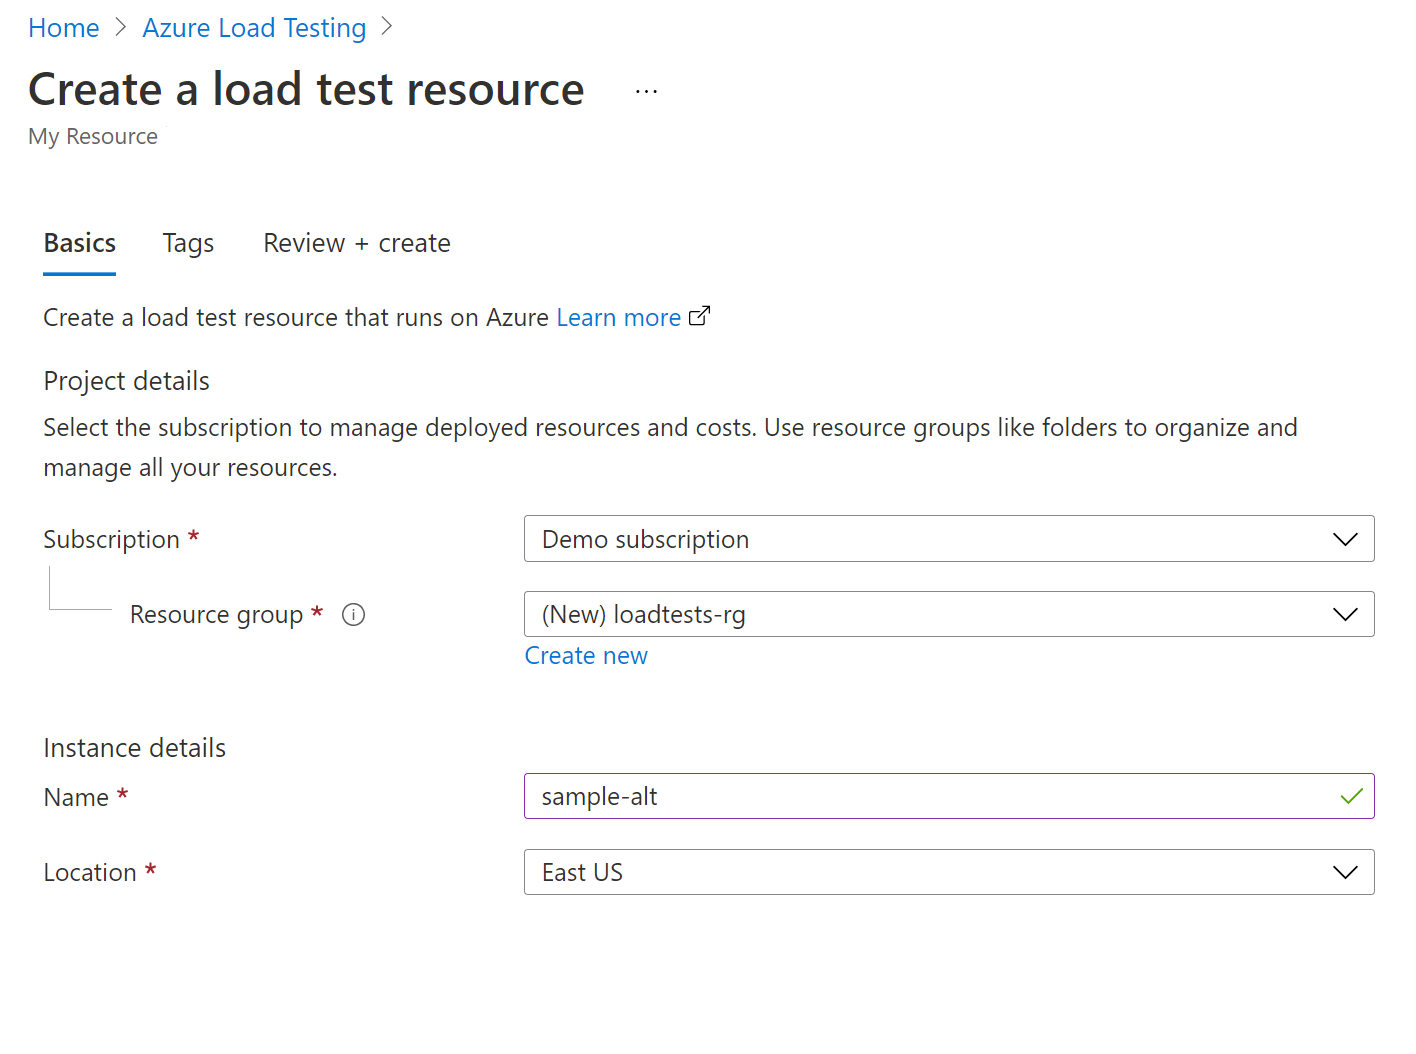 Home > Azure Load Testing >
Create a load test resource ...
My Resource
Basics Tags Review + create
Create a load test resource that runs on Azure Learn more
Project details
Select the subscription to manage deployed resources and costs. Use resource groups like folders to organize and
manage all your resources.
Subscription * Demo subscription
Resource group * (New) loadtests-rg
Create new
Instance details
Name * sample-alt
Location * East US